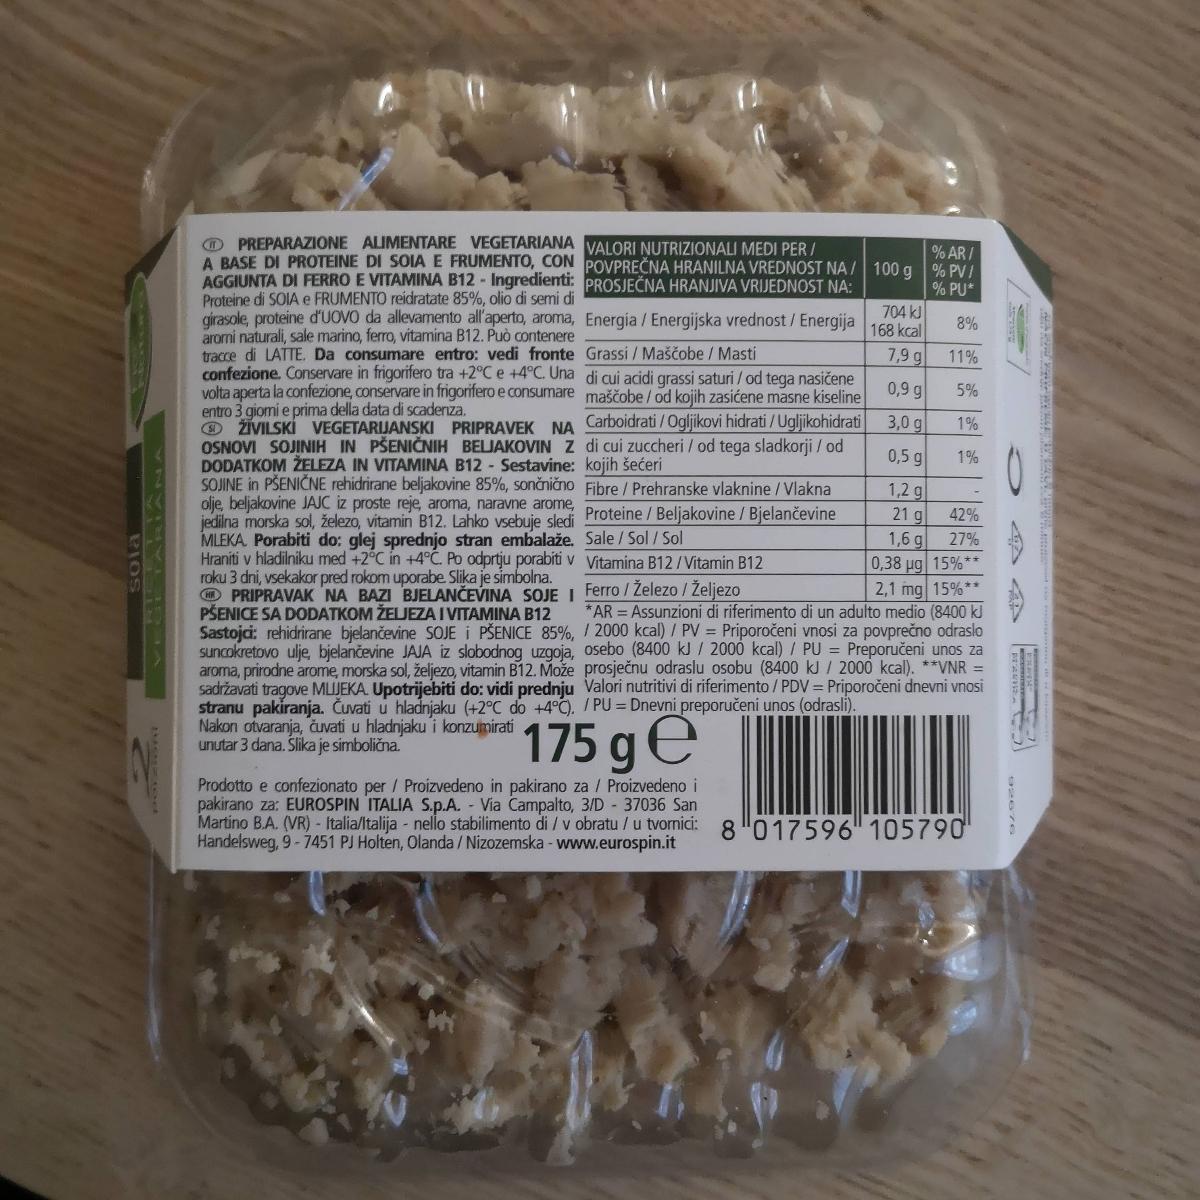 IT PREPARAZIONE ALIMENTARE VEGETARIANA
A BASE DI PROTEINE DI SOIA E FRUMENTO, CON
AGGIUNTA DI FERRO E VITAMINA B12 - Ingredienti:
Proteine di SOIA e FRUMENTO reidratate 85%, olio di semi di
girasole, proteine d'UOVO da allevamento all'aperto, aroma,
aromi naturali, sale marino, ferro, vitamina B12. Può contenere
tracce di LATTE. Da consumare entro: vedi fronte
confezione. Conservare in frigorifero tra +2°C e +4°C. Una
volta aperta la confezione, conservare in frigorifero e consumare
entro 3 giorni e prima della data di scadenza.
SI ŽIVILSKI VEGETARIJANSKI PRIPRAVEK NA
OSNOVI SOJINIH IN PŠENIČNIH BELJAKOVIN Z
DODATKOM ŽELEZA IN VITAMINA B12 - Sestavine:
SOJINE in PŠENIČNE rehidrirane beljakovine 85%, sončnično
olje, beljakovine JAJC iz proste reje, aroma, naravne arome,
jedilna morska sol, železo, vitamin B12. Lahko vsebuje sledi
MLEKA. Porabiti do: glej sprednjo stran embalaže.
Hraniti v hladilniku med +2°C in +4°C. Po odprtju porabiti v
roku 3 dni, vsekakor pred rokom uporabe. Slika je simbolna.
HR PRIPRAVAK NA BAZI BJELANČEVINA SOJE I
PŠENICE SA DODATKOM ŽELJEZA I VITAMINA B12
Sastojci: rehidrirane bjelančevine SOJE i PŠENICE 85%,
suncokretovo ulje, bjelančevine JAJA iz slobodnog uzgoja,
aroma, prirodne arome, morska sol, željezo, vitamin B12. Može
sadržavati tragove MLIJEKA. Upotrijebiti do: vidi prednju
stranu pakiranja. Čuvati u hladnjaku (+2°C do +4°C).
Nakon otvaranja, čuvati u hladnjaku i konzumirati
unutar 3 dana. Slika je simbolična.
VALORI NUTRIZIONALI MEDI PER /
POVPREČNA HRANILNA VREDNOST NA /
PROSJEČNA HRANJIVA VRIJEDNOST NA:
100 g
% AR /
% PV /
% PU*
Energia / Energijska vrednost / Energija 704 kJ
168 kcal 8%
Grassi / Maščobe / Masti 7,9 g 11%
di cui acidi grassi saturi / od tega nasičene
maščobe / od kojih zasićene masne kiseline 0,9 g 5%
Carboidrati / Ogljikovi hidrati / Ugljikohidrati 3,0 g 1%
di cui zuccheri / od tega sladkorji / od
kojih šećeri 0,5 g 1%
Fibre / Prehranske vlaknine / Vlakna 1,2 g -
Proteine / Beljakovine / Bjelančevine 21 g 42%
Sale / Sol / Sol 1,6 g 27%
Vitamina B12 / Vitamin B12 0,38 µg 15%**
Ferro / Železo / Željezo 2,1 mg 15%**
*AR = Assunzioni di riferimento di un adulto medio (8400 kJ
/ 2000 kcal) / PV = Priporočeni vnosi za povprečno odraslo
osebo (8400 kJ / 2000 kcal) / PU = Preporučeni unos za
prosječnu odraslu osobu (8400 kJ / 2000 kcal). **VNR =
Valori nutritivi di riferimento / PDV = Priporočeni dnevni vnosi
/ PU = Dnevni preporučeni unos (odrasli).
175 g e
Prodotto e confezionato per / Proizvedeno in pakirano za / Proizvedeno i
pakirano za: EUROSPIN ITALIA S.p.A. - Via Campalto, 3/D - 37036 San
Martino B.A. (VR) - Italia/Italija - nello stabilimento di / v obratu / u tvornici:
Handelsweg, 9 - 7451 PJ Holten, Olanda / Nizozemska - www.eurospin.it
8 017596 105790
soia
RICETTA
VEGETARIANA
2
porzioni